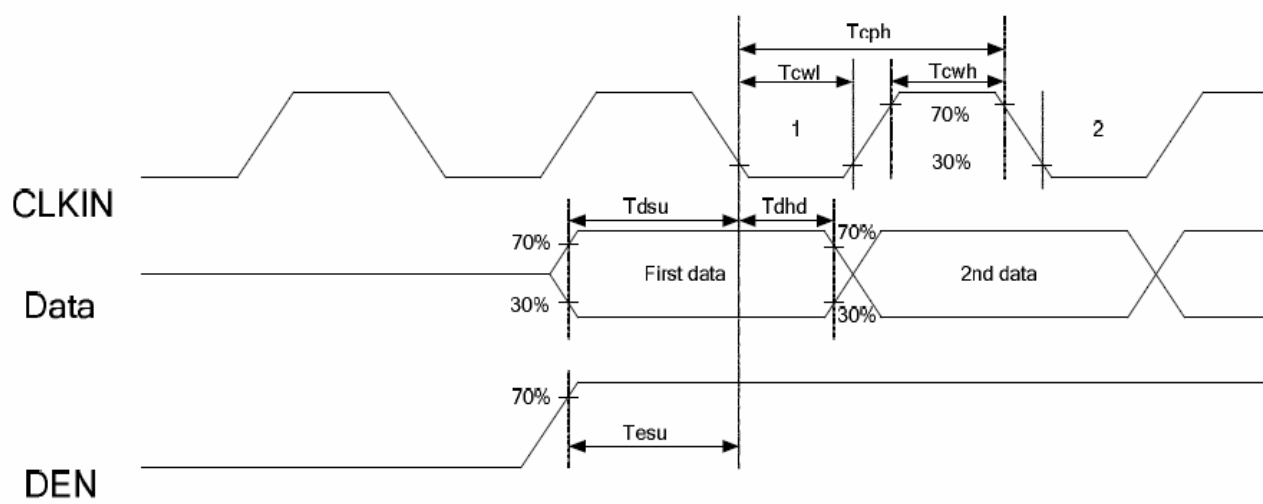 Tcph
Tcwl
Tcwh
1
70%
2
30%
CLKIN
Tdsu
Tdhd
70%
70%
First data
2nd data
Data
30%
30%
70%
Tesu
DEN